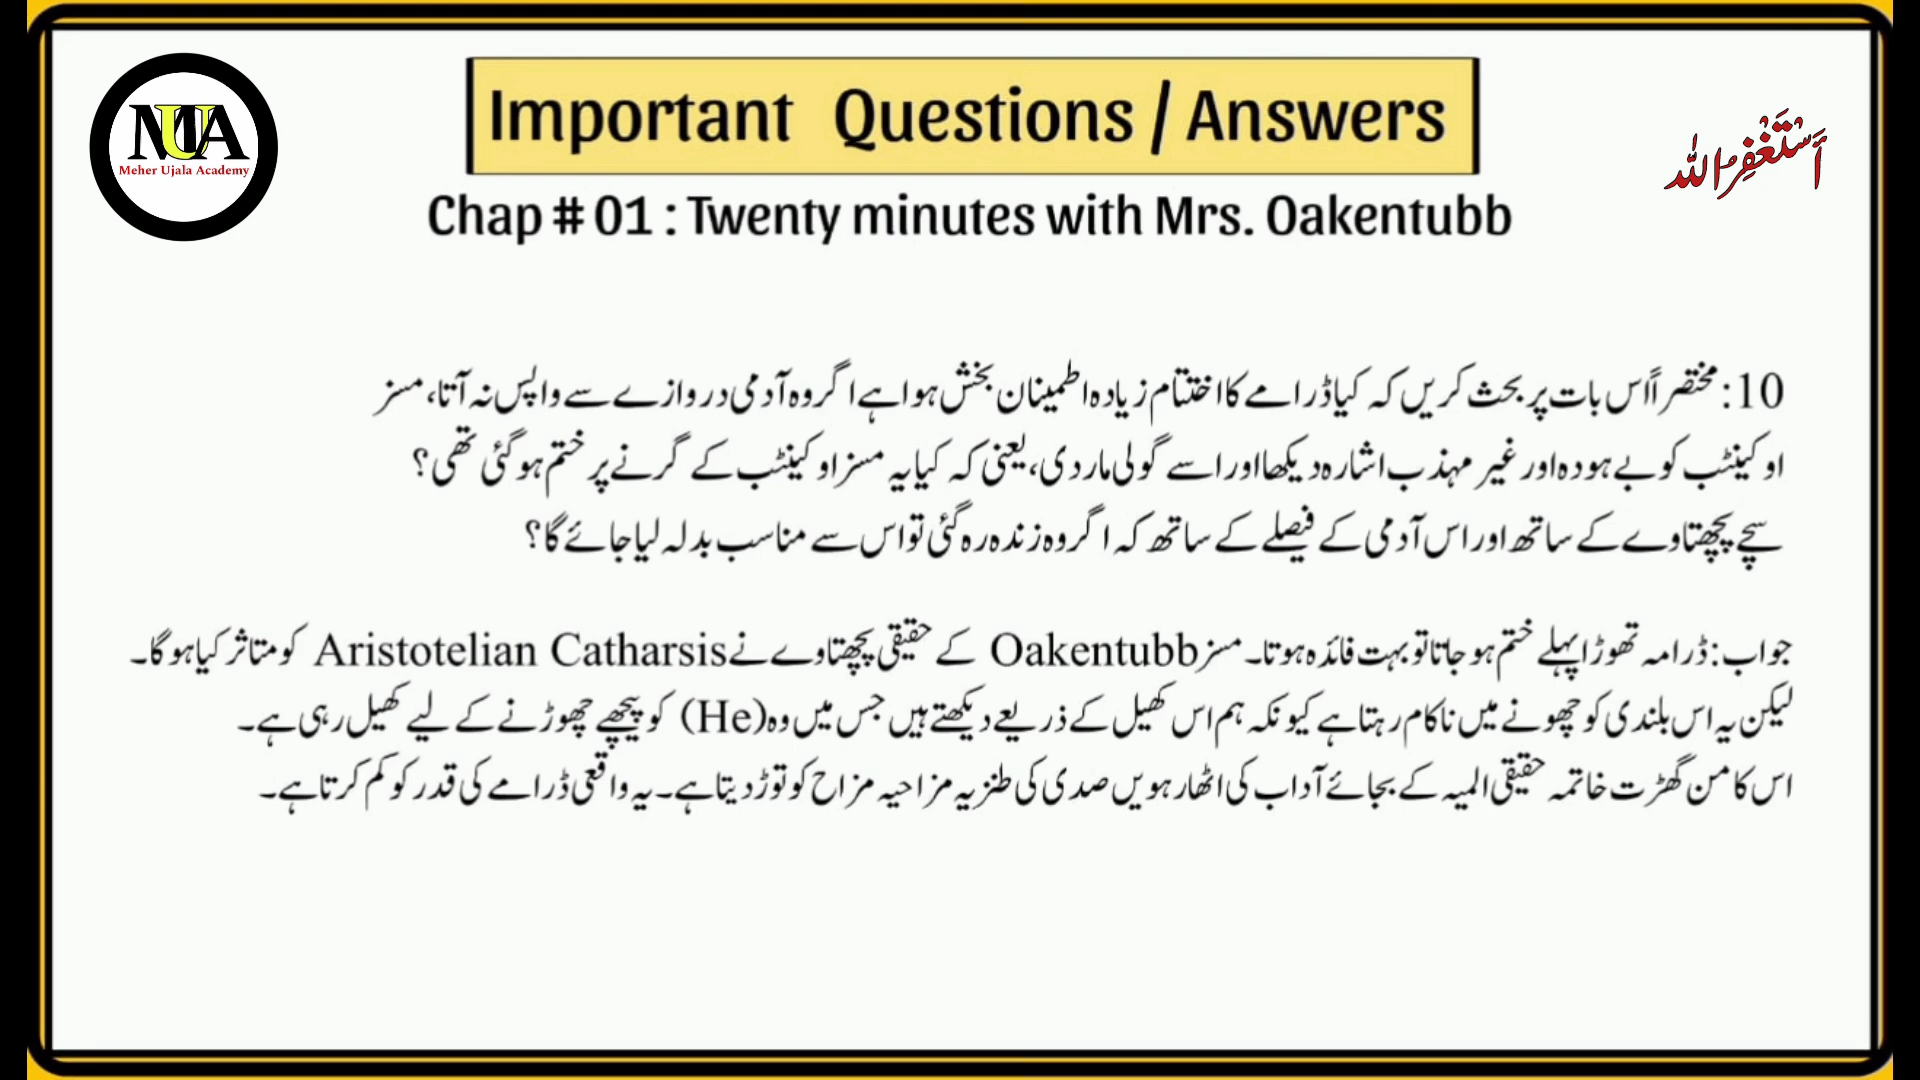 MUA
Meher Ujala Academy
Important Questions / Answers
أَسْتَغْفِرُالله
Chap # 01 : Twenty minutes with Mrs. Oakentubb
10: مختصر اًاس بات پر بحث کریں کہ کیا ڈرامے کا اختتام زیادہ اطمینان بخش ہوا ہے اگر وہ آدمی دروازے سے واپس نہ آتا، مسز
اوکینٹب کو بے ہودہ اور غیر مہذب اشارہ دیکھا اور اسے گولی مار دی، یعنی کہ کیا یہ مسز اوکینٹب کے گرنے پر ختم ہو گئی تھی؟
سچے پچھتاوے کے ساتھ اور اس آدمی کے فیصلے کے ساتھ کہ اگر وہ زندہ رہ گئی تو اس سے مناسب بدلہ لیا جائے گا؟
جواب: ڈرامہ تھوڑا پہلے ختم ہو جاتا تو بہت فائدہ ہوتا۔ مسز Oakentubb کے حقیقی پچھتاوے نے Aristotelian Catharsis کو متاثر کیا ہو گا۔
لیکن یہ اس بلندی کو چھونے میں ناکام رہتا ہے کیونکہ ہم اس کھیل کے ذریعے دیکھتے ہیں جس میں وہ (He) کو پیچھے چھوڑنے کے لیے کھیل رہی ہے۔
اس کا من گھڑت خاتمہ حقیقی المیہ کے بجائے آداب کی اٹھارہویں صدی کی طنزیہ مزاحیہ مزاح کو توڑ دیتا ہے۔ یہ واقعی ڈرامے کی قدر کو کم کرتا ہے۔